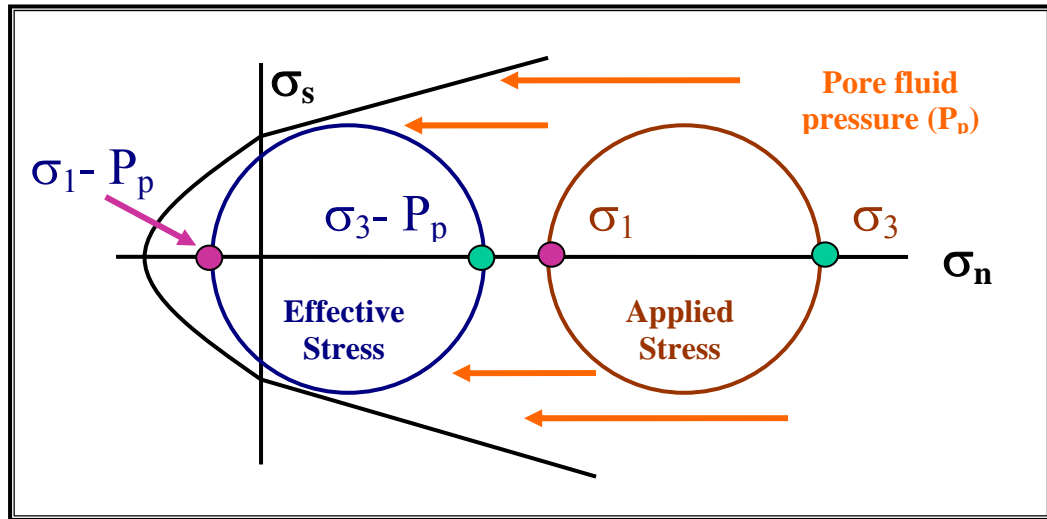 σₛ
Pore fluid
pressure (Pₚ)
σ₁- Pₚ
σ₃- Pₚ
σ₁
σ₃
σₙ
Effective
Stress
Applied
Stress